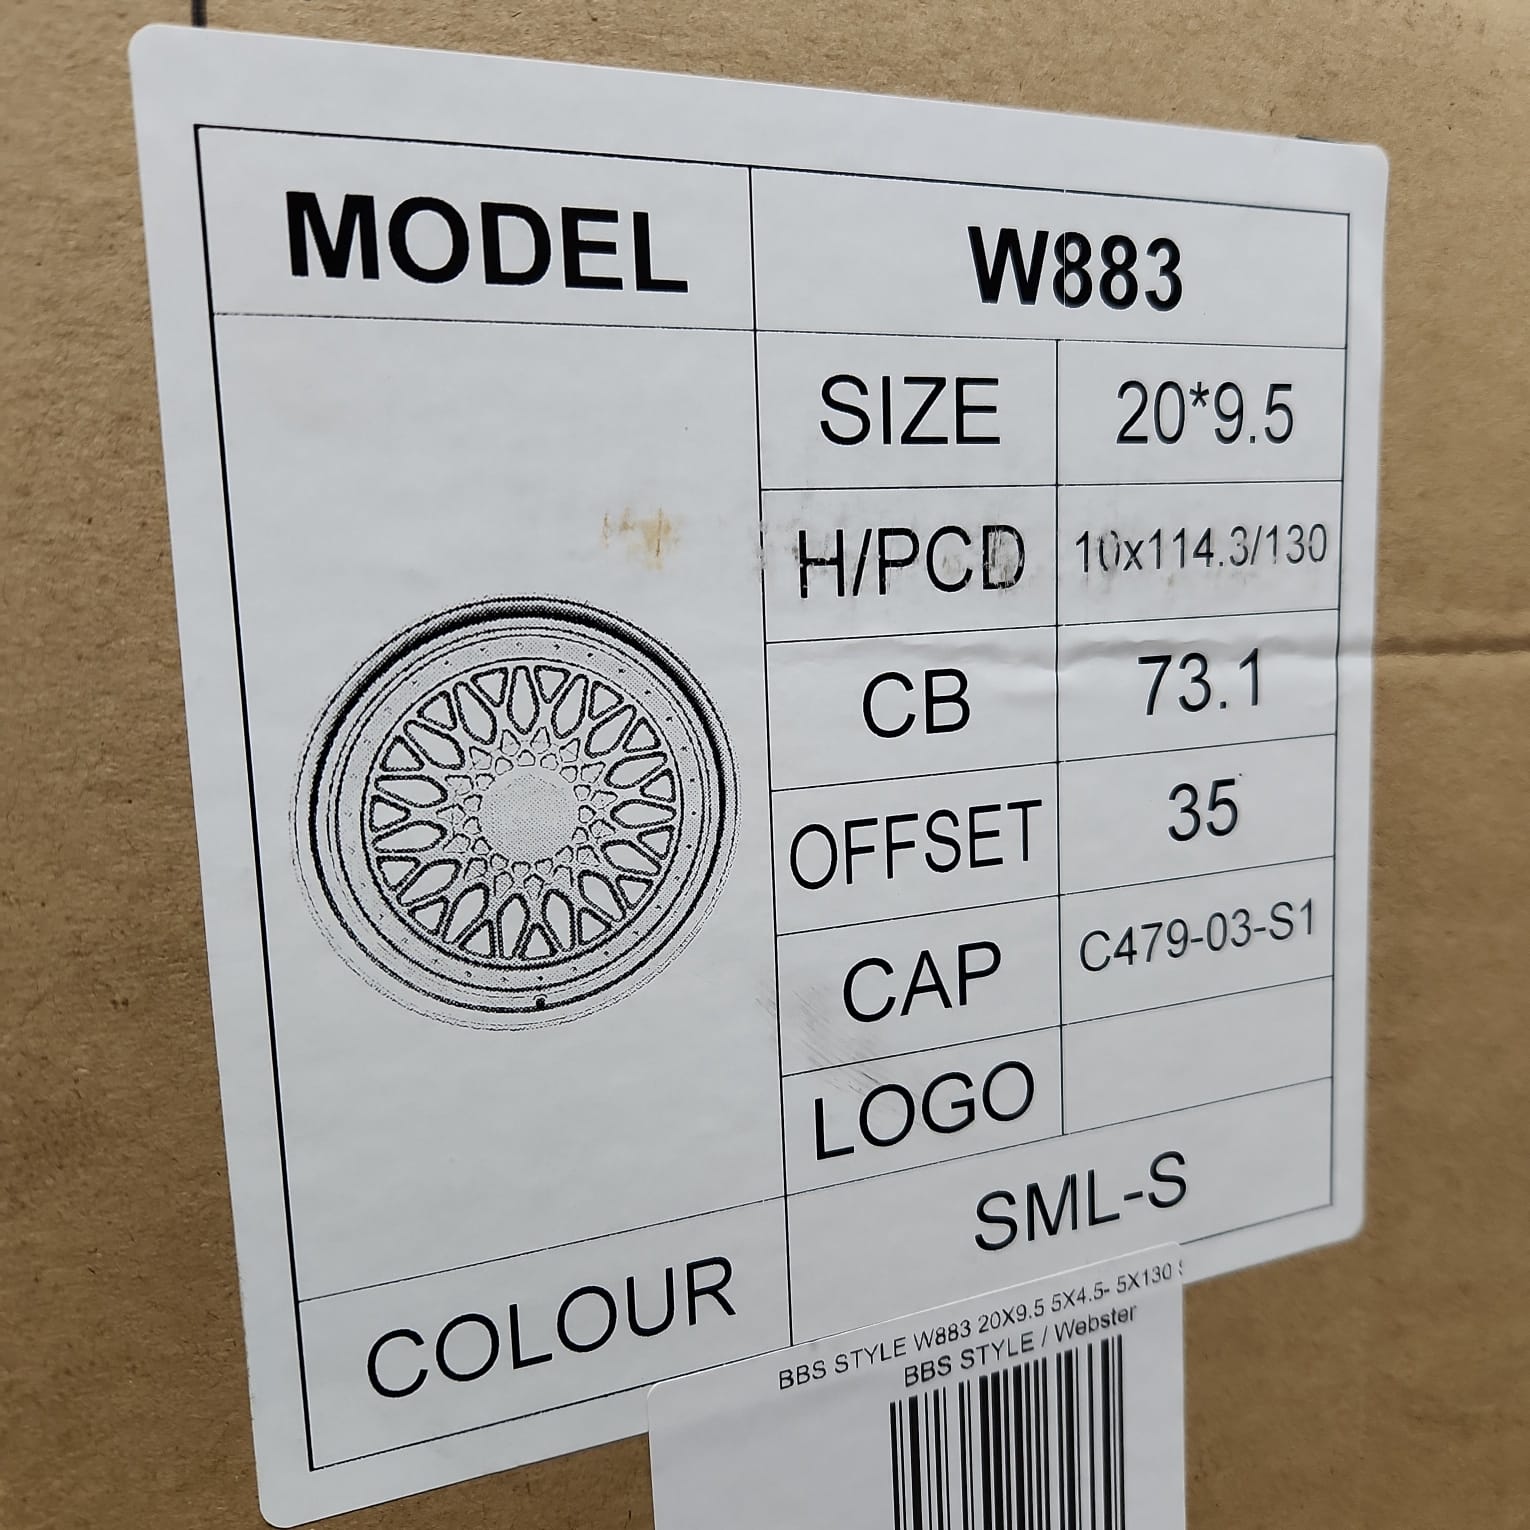 MODEL W883
SIZE 20*9.5
H/PCD 10x114.3/130
CB 73.1
OFFSET 35
CAP C479-03-S1
LOGO
COLOUR SML-S
BBS STYLE W883 20X9.5 5X4.5- 5X130
BBS STYLE / Webster